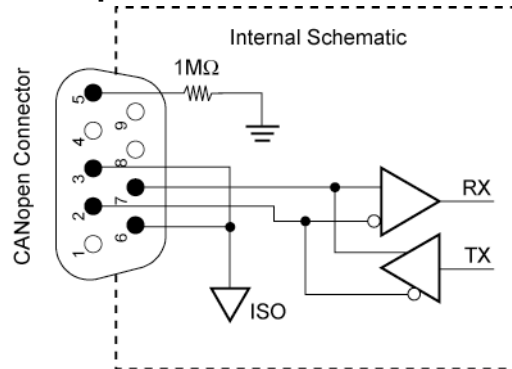 Internal Schematic
1MΩ
CANopen Connector
5
9
4
8
3
7
2
6
1
RX
TX
ISO